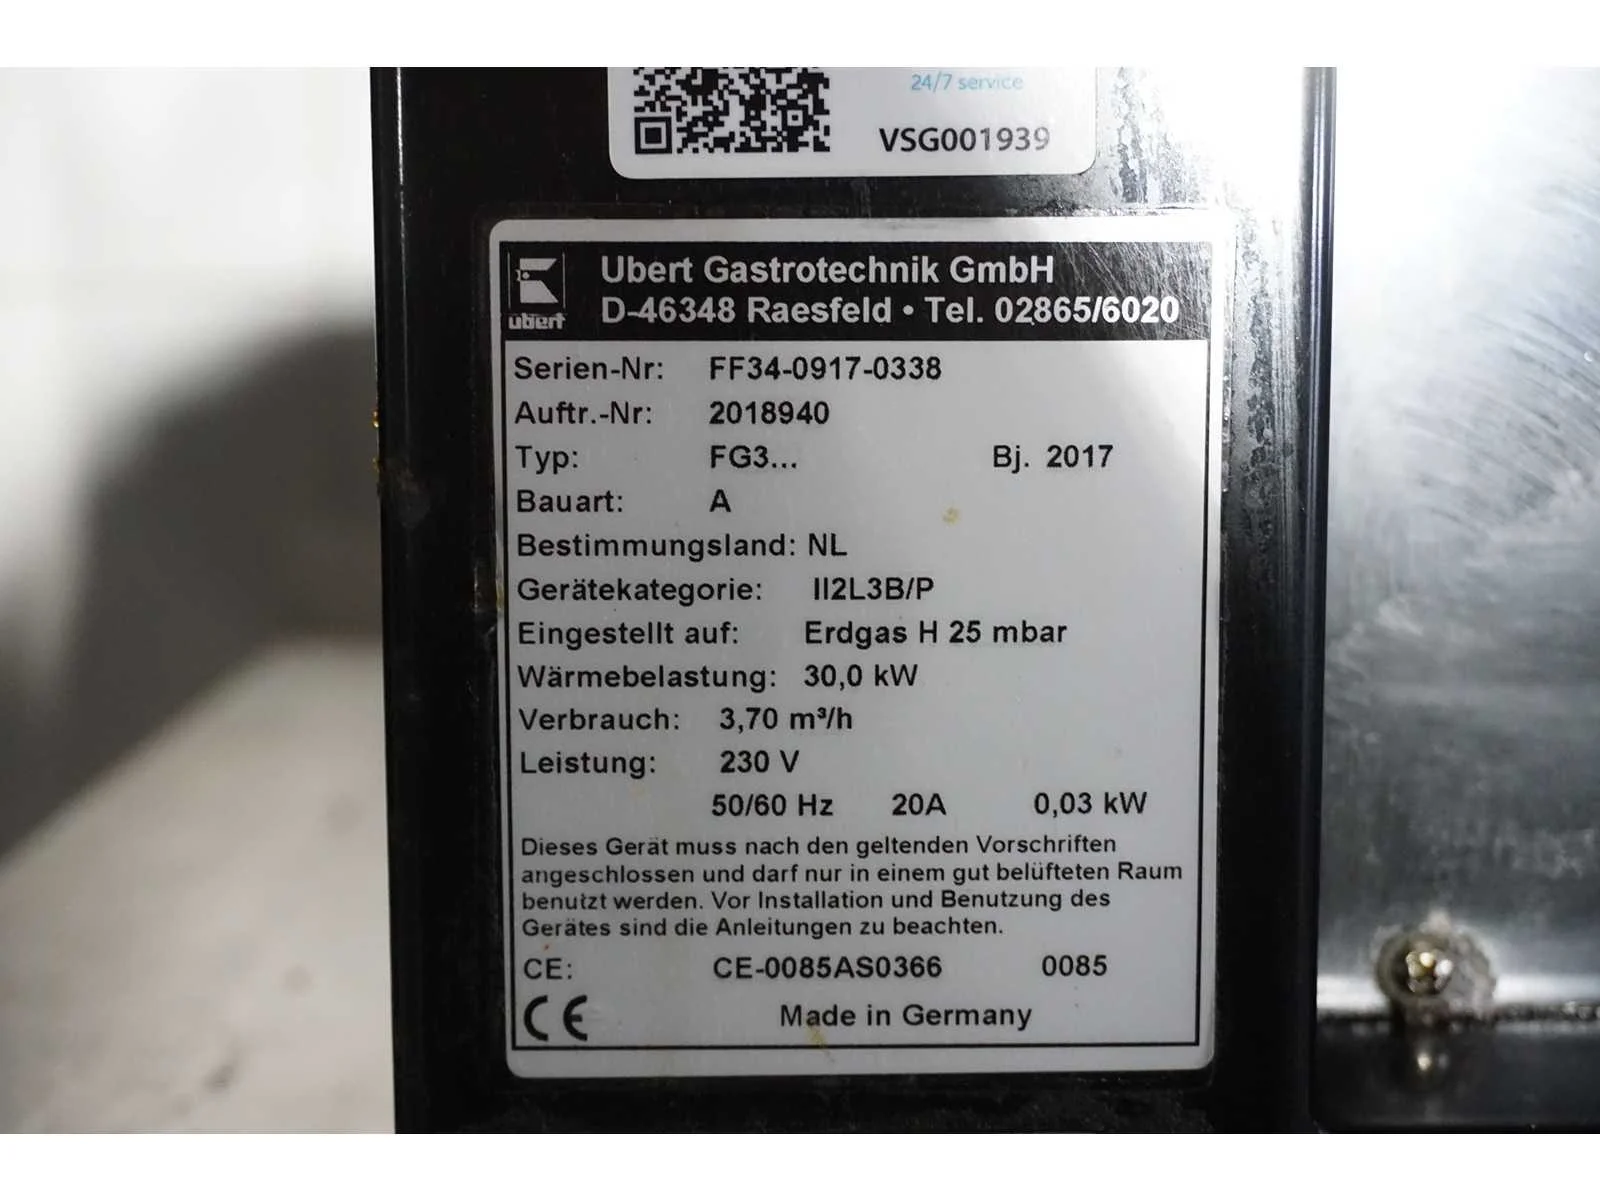 24/7 service
VSG001939
ubert
Ubert Gastrotechnik GmbH
D-46348 Raesfeld • Tel. 02865/6020
Serien-Nr: FF34-0917-0338
Auftr.-Nr: 2018940
Typ: FG3... Bj. 2017
Bauart: A
Bestimmungsland: NL
Gerätekategorie: II2L3B/P
Eingestellt auf: Erdgas H 25 mbar
Wärmebelastung: 30,0 kW
Verbrauch: 3,70 m³/h
Leistung: 230 V
50/60 Hz 20A 0,03 kW
Dieses Gerät muss nach den geltenden Vorschriften
angeschlossen und darf nur in einem gut belüfteten Raum
benutzt werden. Vor Installation und Benutzung des
Gerätes sind die Anleitungen zu beachten.
CE: CE-0085AS0366 0085
CE Made in Germany